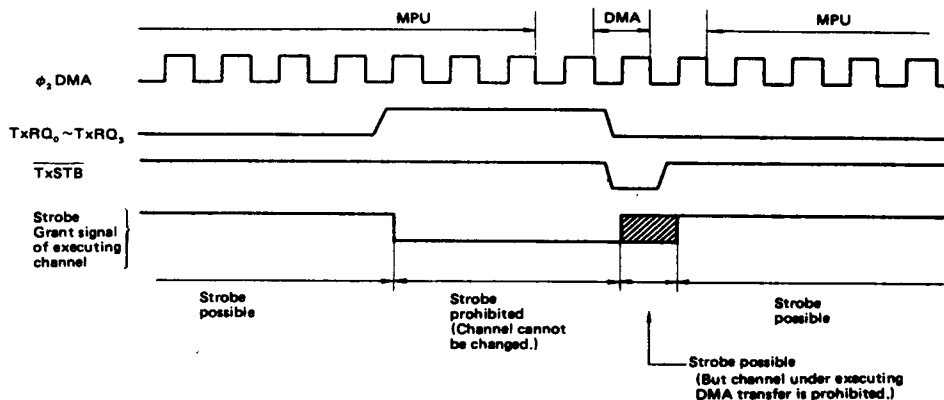 MPU DMA MPU
φ₂ DMA
TxRQ₀~TxRQ₃
TxSTB
Strobe
Grant signal
of executing
channel
Strobe
possible
Strobe
prohibited
(Channel cannot
be changed.)
Strobe
possible
Strobe possible
(But channel under executing
DMA transfer is prohibited.)